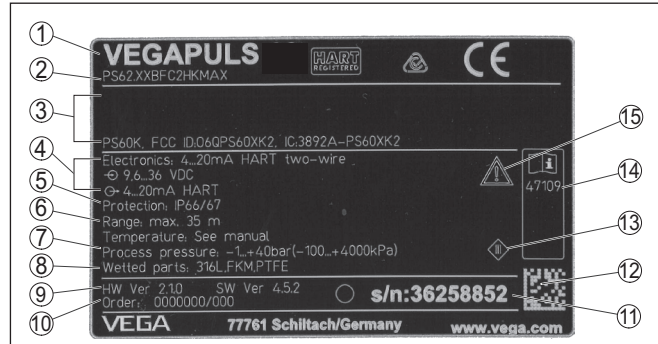 1 VEGAPULS HART REGISTERED CE
2 PS62.XXBFC2HKMAX
3 PS60K, FCC ID:O6QPS60XK2, IC:3892A-PS60XK2
4 Electronics: 4...20mA HART two-wire
9,6...36 VDC
4...20mA HART
5 Protection: IP66/67
6 Range: max. 35 m
Temperature: See manual
7 Process pressure: -1...+40bar(-100...+4000kPa)
8 Wetted parts: 316L,FKM,PTFE
9 HW Ver 2.1.0 SW Ver 4.5.2
10 Order: 0000000/000
s/n:36258852 11
12
13
47109 14
15
VEGA 77761 Schiltach/Germany www.vega.com